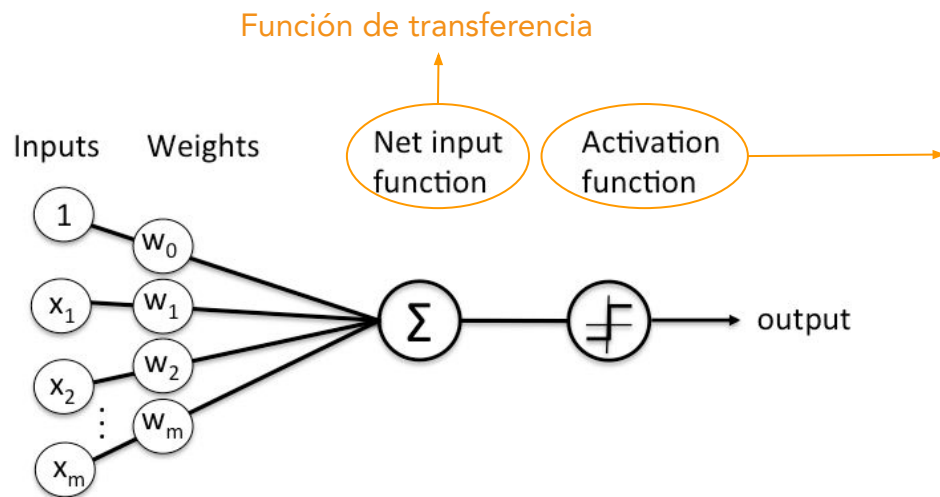 Función de transferencia
Inputs
Weights
Net input
function
Activation
function
1
w₀
x₁
w₁
x₂
w₂
⋮
xₘ
wₘ
Σ
output